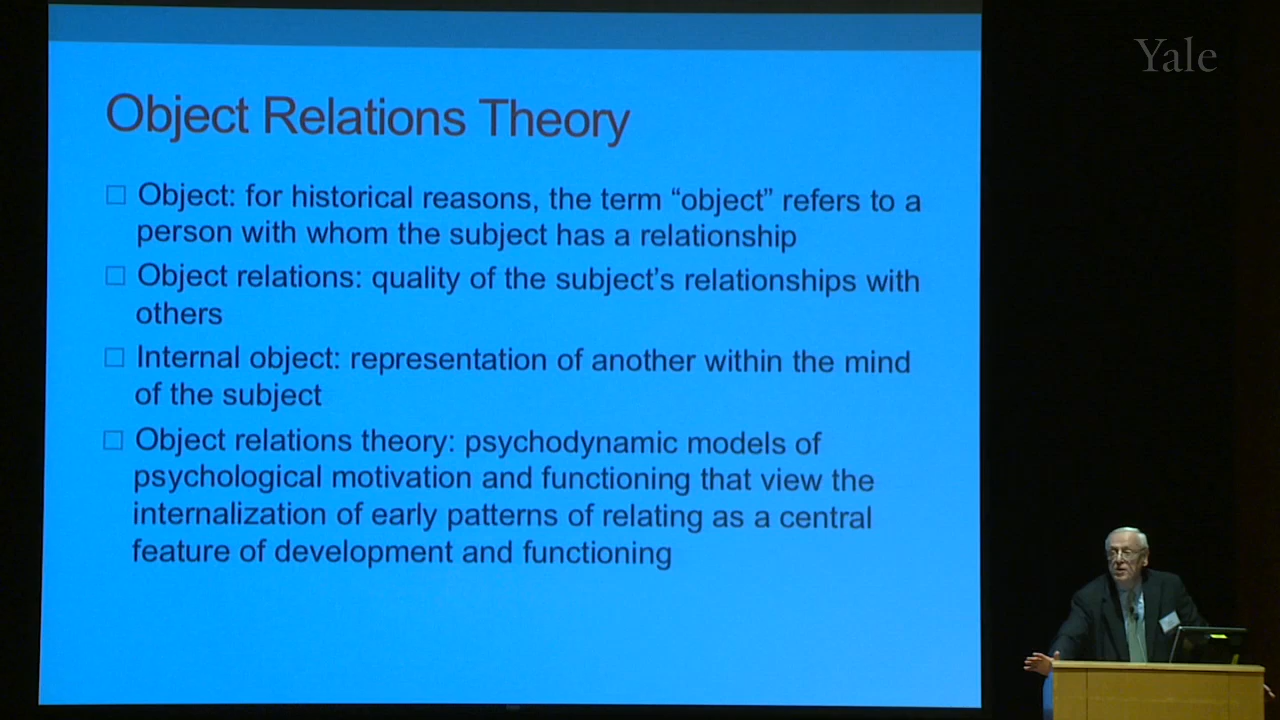 Yale
Object Relations Theory
Object: for historical reasons, the term “object” refers to a
person with whom the subject has a relationship
Object relations: quality of the subject’s relationships with
others
Internal object: representation of another within the mind
of the subject
Object relations theory: psychodynamic models of
psychological motivation and functioning that view the
internalization of early patterns of relating as a central
feature of development and functioning